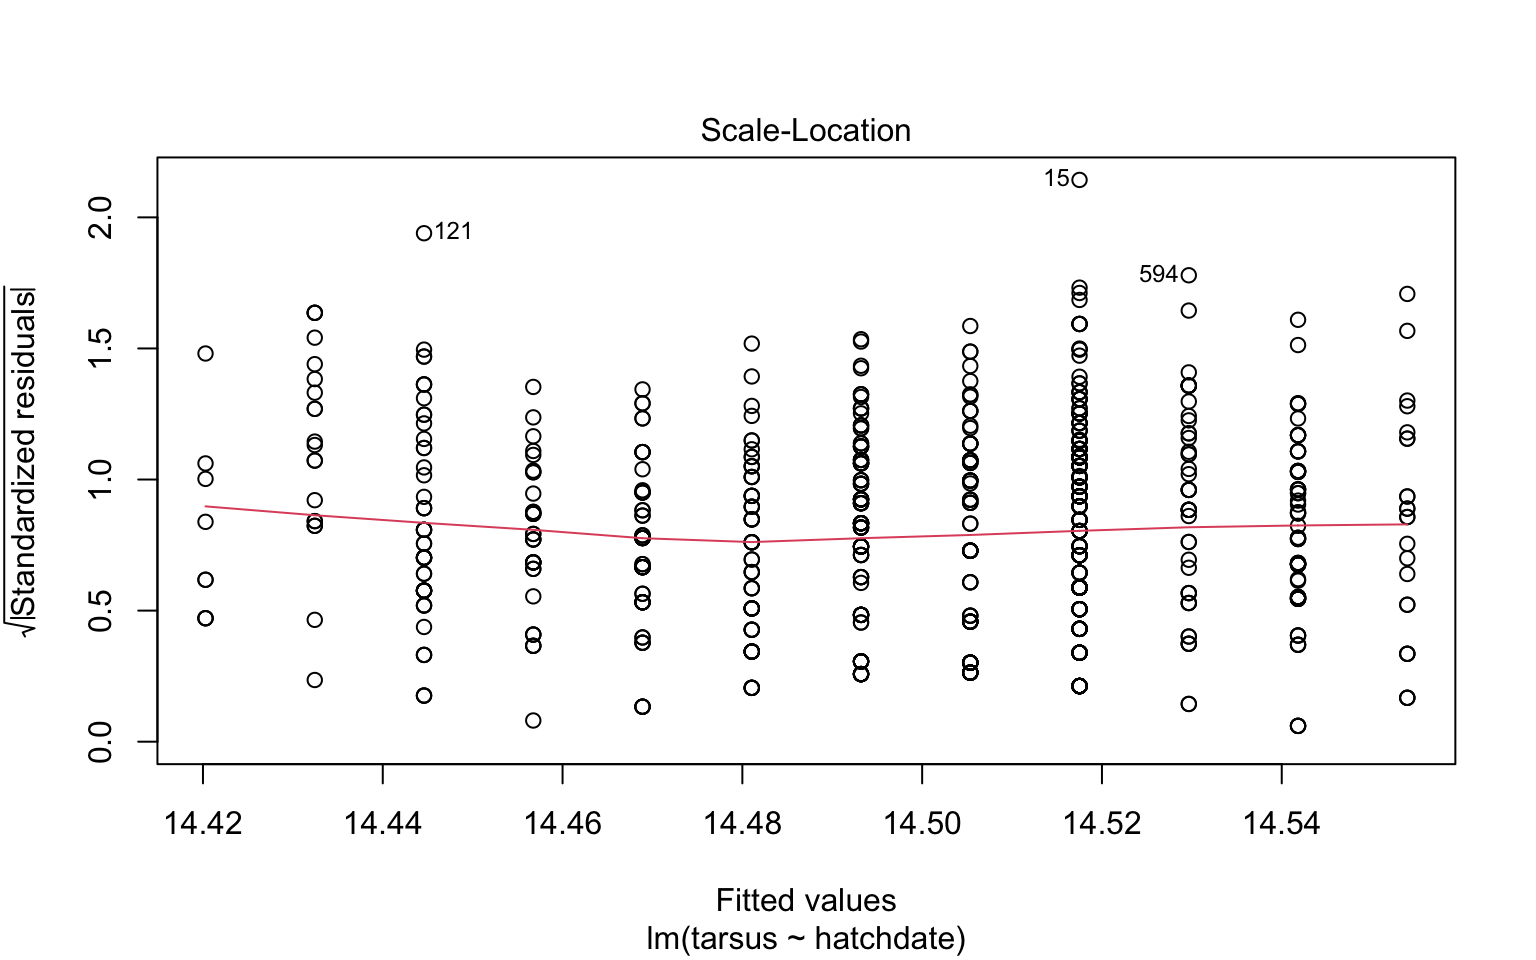 Scale-Location
√|Standardized residuals|
2.0
1.5
1.0
0.5
0.0
15
121
594
14.42 14.44 14.46 14.48 14.50 14.52 14.54
Fitted values
lm(tarsus ~ hatchdate)